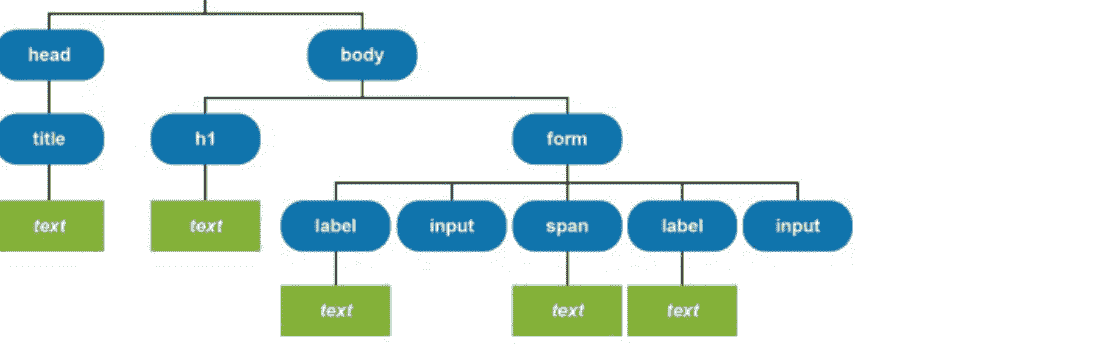 head body
title h1 form
text text label input span label input
text text text